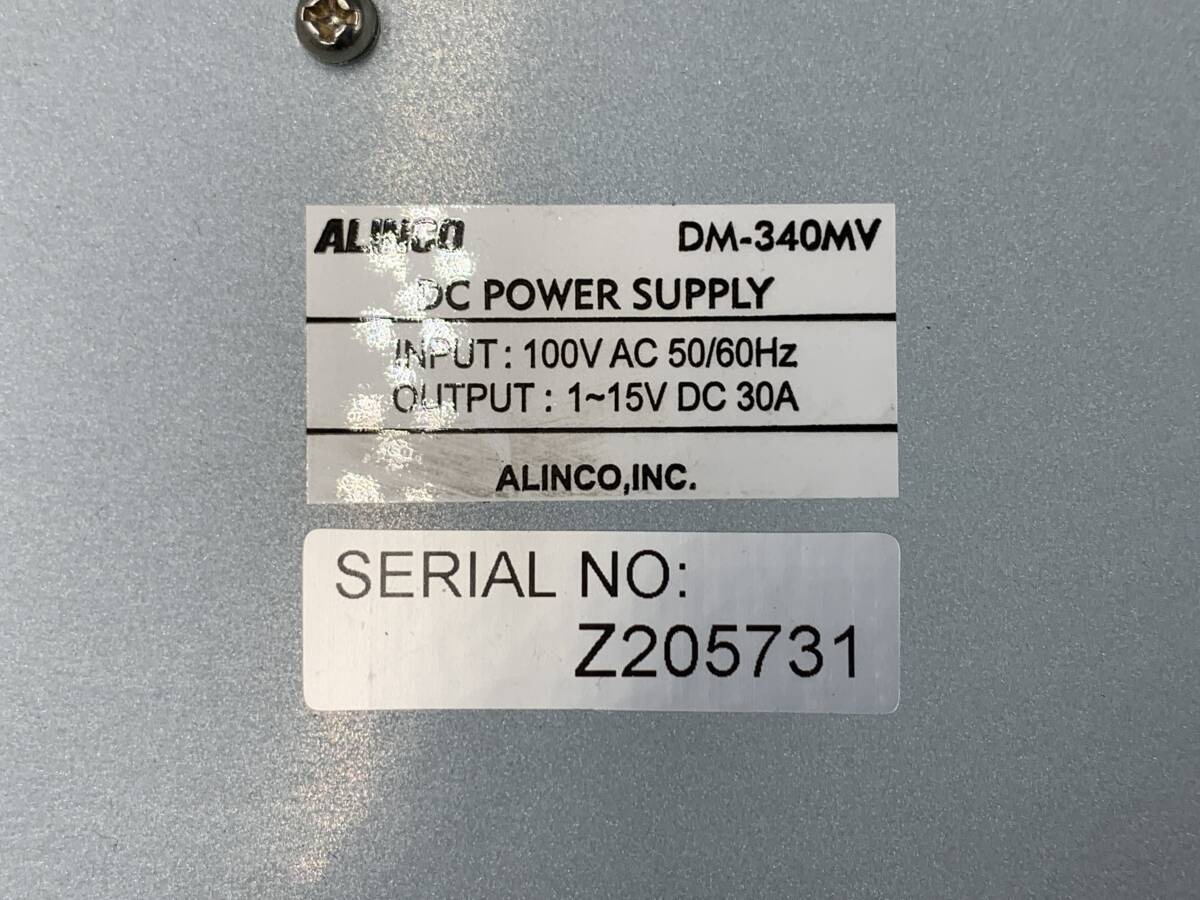 ALINCO DM-340MV
DC POWER SUPPLY
INPUT : 100V AC 50/60Hz
OUTPUT : 1~15V DC 30A
ALINCO,INC.
SERIAL NO:
Z205731